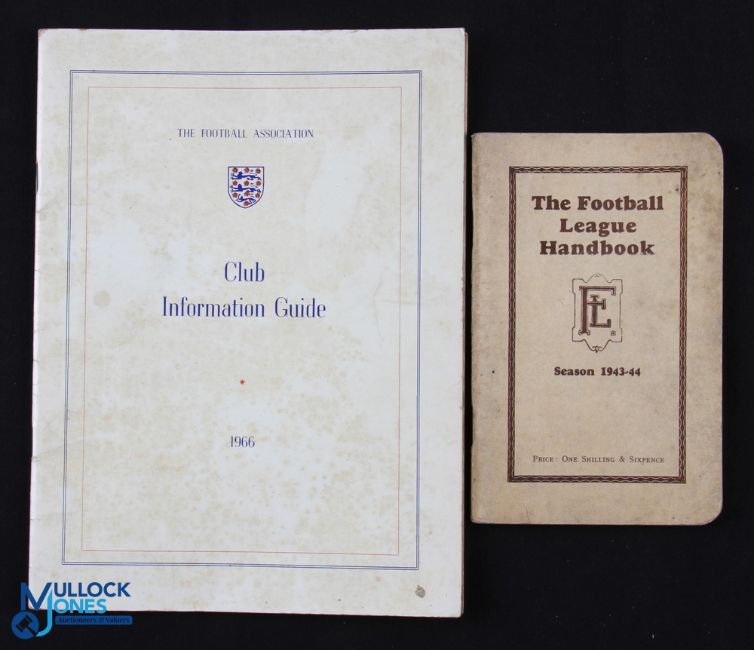 THE FOOTBALL ASSOCIATION
Club
Information Guide
1966
The Football
League
Handbook
FL
Season 1943-44
PRICE: ONE SHILLING & SIXPENCE
MULLOCK
JONES
Auctioneers & Valuers